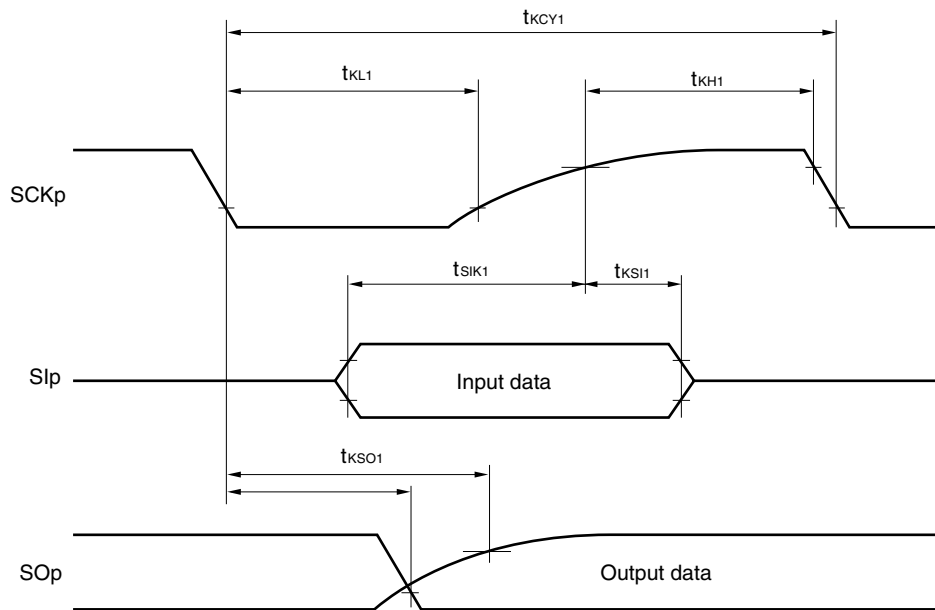 tKCY1
tKL1
tKH1
SCKp
tSIK1
tKSI1
SIp
Input data
tKSO1
SOp
Output data